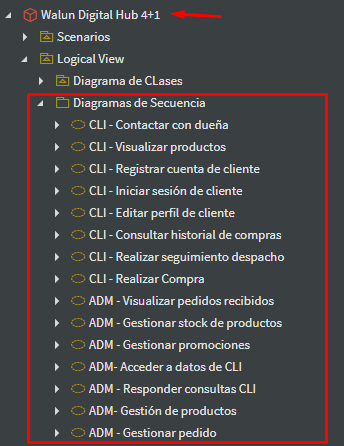 Walun Digital Hub 4+1
Scenarios
Logical View
Diagrama de CLases
Diagramas de Secuencia
CLI - Contactar con dueña
CLI - Visualizar productos
CLI - Registrar cuenta de cliente
CLI - Iniciar sesión de cliente
CLI - Editar perfil de cliente
CLI - Consultar historial de compras
CLI - Realizar seguimiento despacho
CLI - Realizar Compra
ADM - Visualizar pedidos recibidos
ADM - Gestionar stock de productos
ADM - Gestionar promociones
ADM- Acceder a datos de CLI
ADM - Responder consultas CLI
ADM- Gestión de productos
ADM - Gestionar pedido